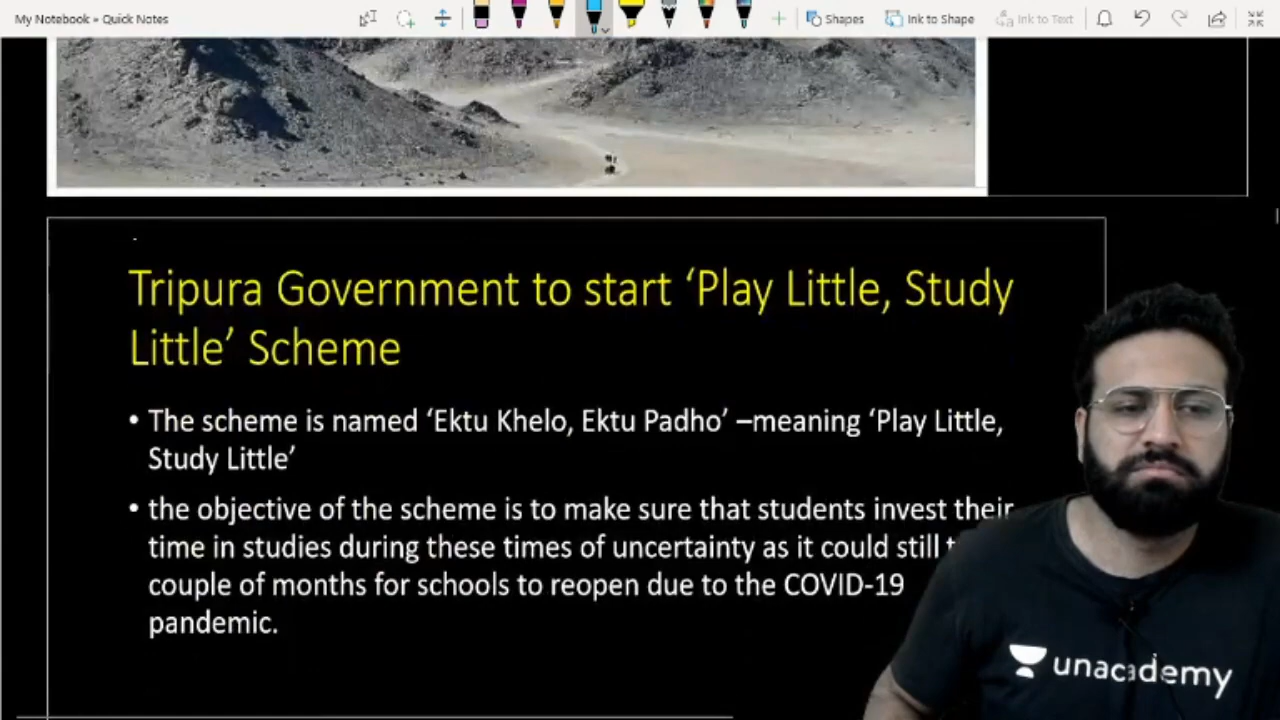 My Notebook » Quick Notes
Shapes
Ink to Shape
Ink to Text
Tripura Government to start ‘Play Little, Study
Little’ Scheme
• The scheme is named ‘Ektu Khelo, Ektu Padho’ –meaning ‘Play Little,
Study Little’
• the objective of the scheme is to make sure that students invest their
time in studies during these times of uncertainty as it could still
couple of months for schools to reopen due to the COVID-19
pandemic.
unacademy